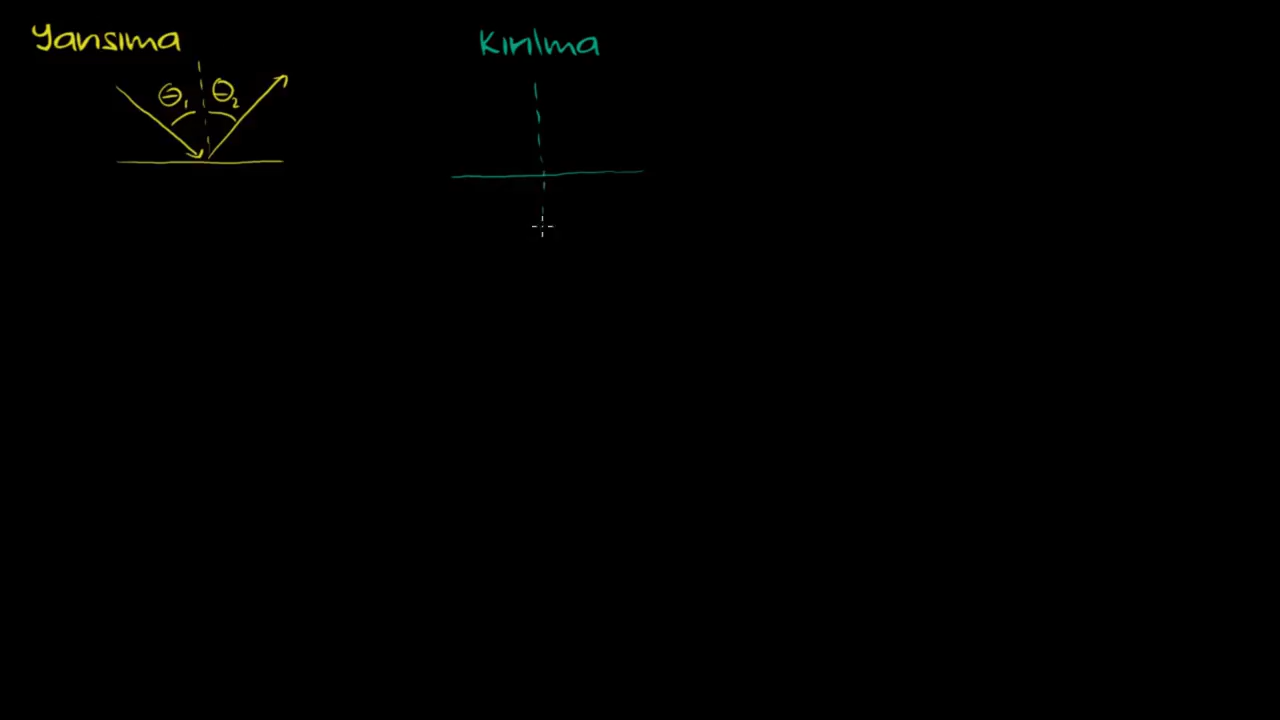 Yansıma
Kırılma
θ₁ θ₂